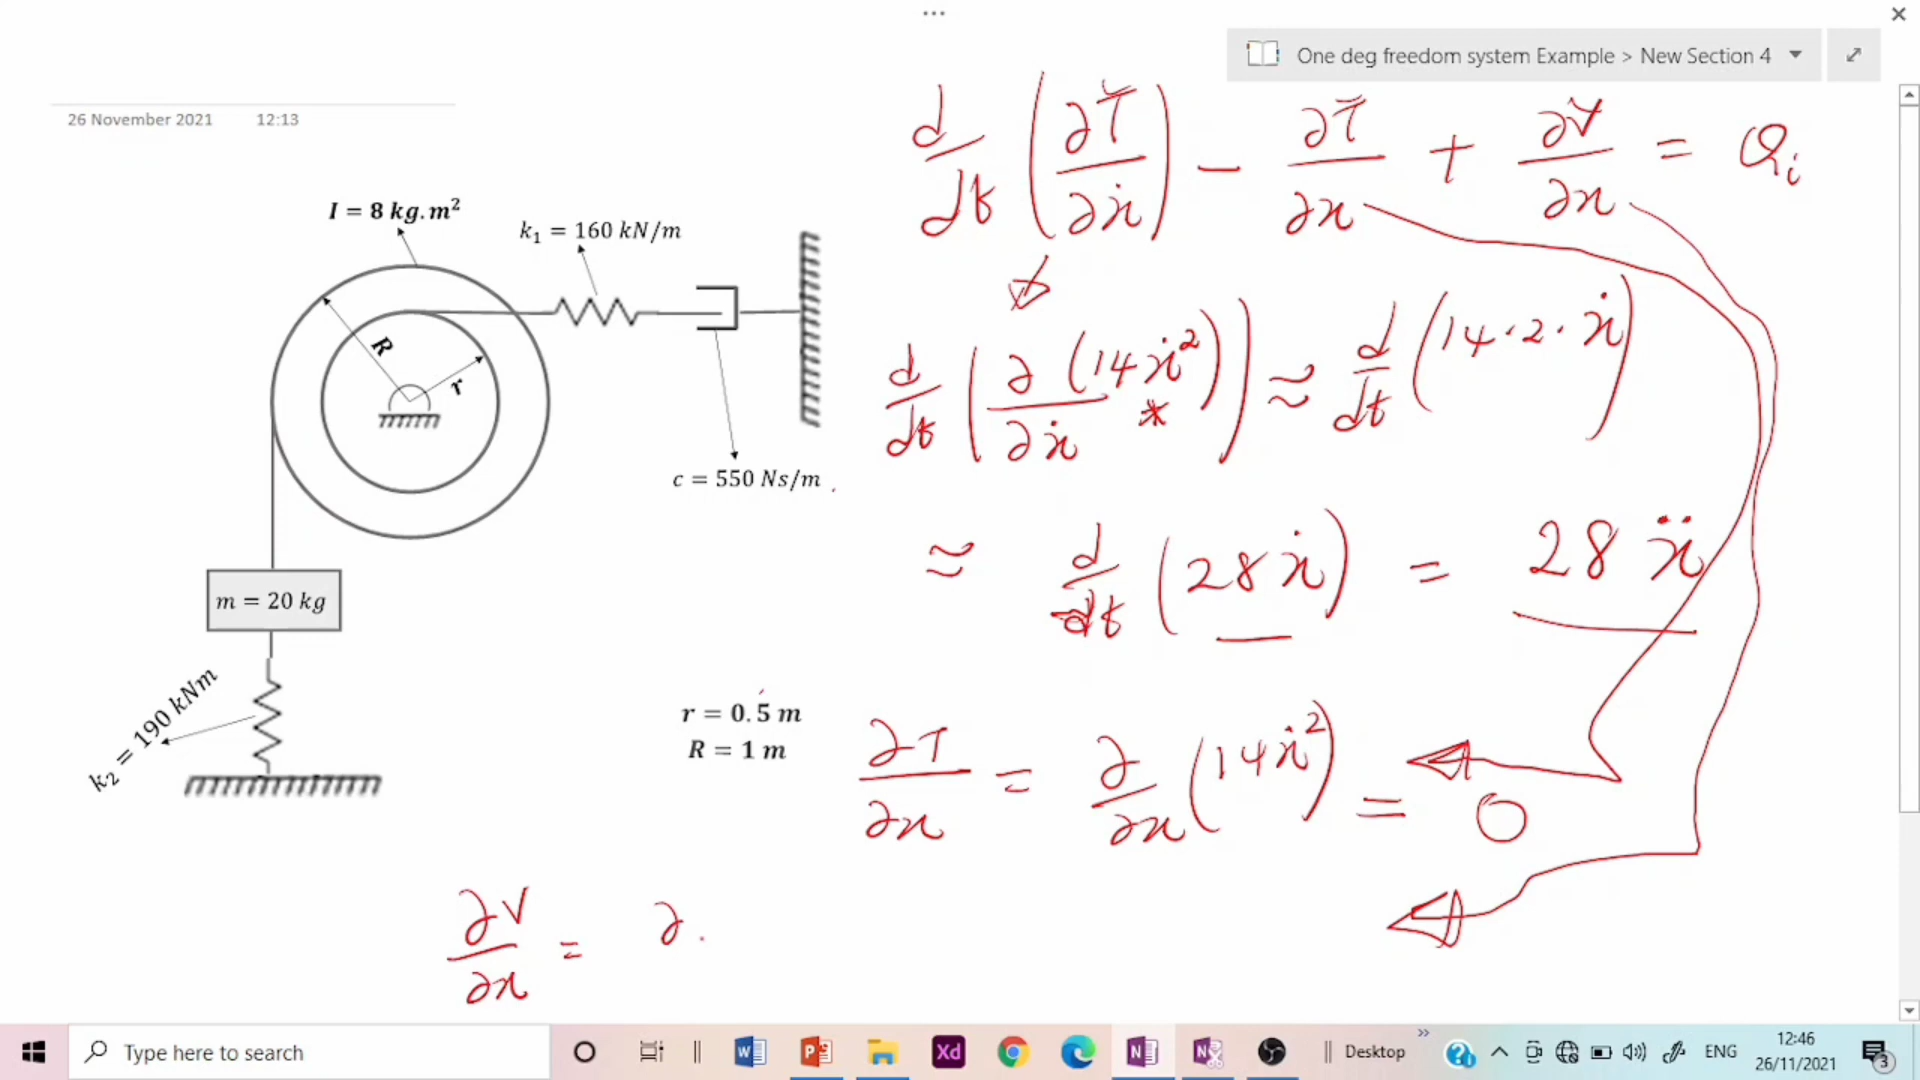 One deg freedom system Example > New Section 4
26 November 2021 12:13
I = 8 kg.m²
k₁ = 160 kN/m
R
r
c = 550 Ns/m
m = 20 kg
k₂ = 190 kNm
r = 0.5 m
R = 1 m
d/dt (∂T/∂ẋ) - ∂T/∂x + ∂V/∂x = Qᵢ
d/dt (∂/∂ẋ (14ẋ²)) ≈ d/dt (14·2·ẋ)
≈ d/dt (28ẋ) = 28ẍ
∂T/∂x = ∂/∂x (14ẋ²) = 0
∂V/∂x = ∂
Type here to search
Xd
Desktop
ENG
12:46
26/11/2021
3